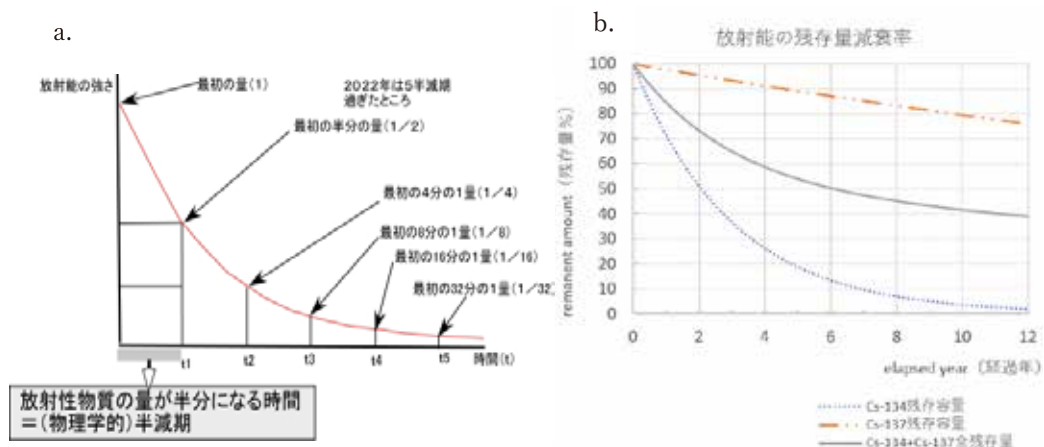 a.
放射能の強さ
最初の量(1)
2022年は5半減期
過ぎたところ
最初の半分の量(1/2)
最初の4分の1量(1/4)
最初の8分の1量(1/8)
最初の16分の1量(1/16)
最初の32分の1量(1/32)
t1
t2
t3
t4
t5
時間(t)
放射性物質の量が半分になる時間
=(物理学的)半減期
b.
放射能の残存量減衰率
remanent amount (残存量%)
100
90
80
70
60
50
40
30
20
10
0
0 2 4 6 8 10 12
elapsed year (経過年)
Cs-134残存容量
Cs-137残存容量
Cs-134+Cs-137全残存量